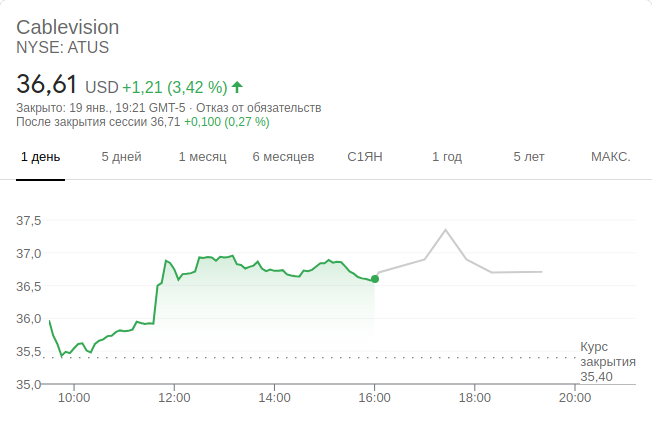 Cablevision
NYSE: ATUS
36,61 USD +1,21 (3,42 %)
Закрыто: 19 янв., 19:21 GMT-5 · Отказ от обязательств
После закрытия сессии 36,71 +0,100 (0,27 %)
1 день 5 дней 1 месяц 6 месяцев С1ЯН 1 год 5 лет МАКС.
37,5
37,0
36,5
36,0
35,5
35,0
Курс
закрытия
35,40
10:00 12:00 14:00 16:00 18:00 20:00